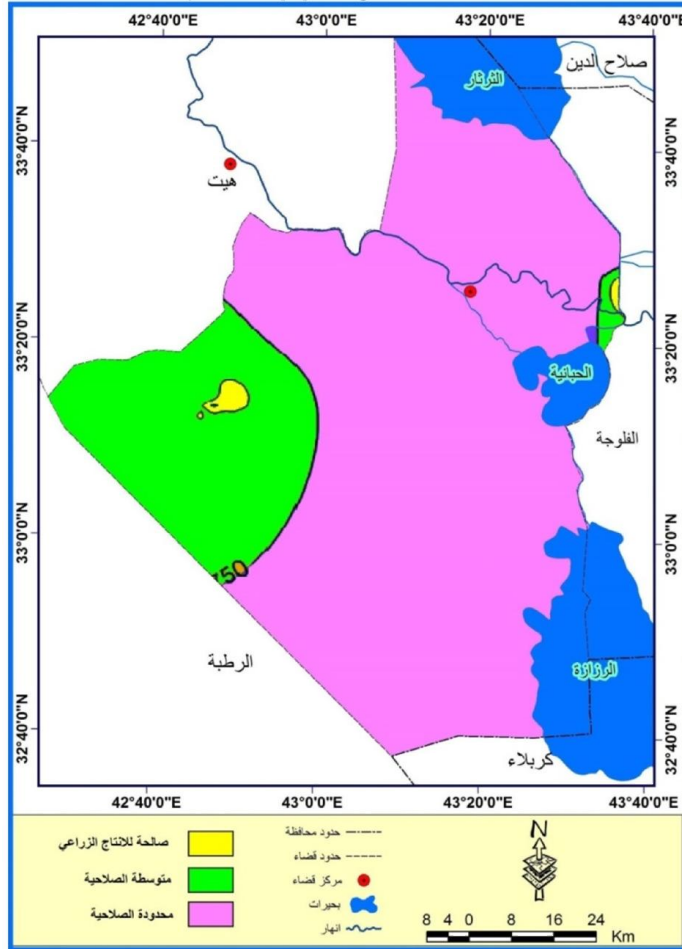 42°40'0"E 43°0'0"E 43°20'0"E 43°40'0"E
صلاح الدين
الثرثار
33°40'0"N 33°40'0"N
هيت
33°20'0"N 33°20'0"N
الحبانية
الفلوجة
33°0'0"N 33°0'0"N
750
الرطبة
الرزازة
32°40'0"N 32°40'0"N
كربلاء
42°40'0"E 43°0'0"E 43°20'0"E 43°40'0"E
صالحة للانتاج الزراعي
متوسطة الصلاحية
محدودة الصلاحية
حدود محافظة
حدود قضاء
مركز قضاء
بحيرات
انهار
N
8 4 0 8 16 24
Km